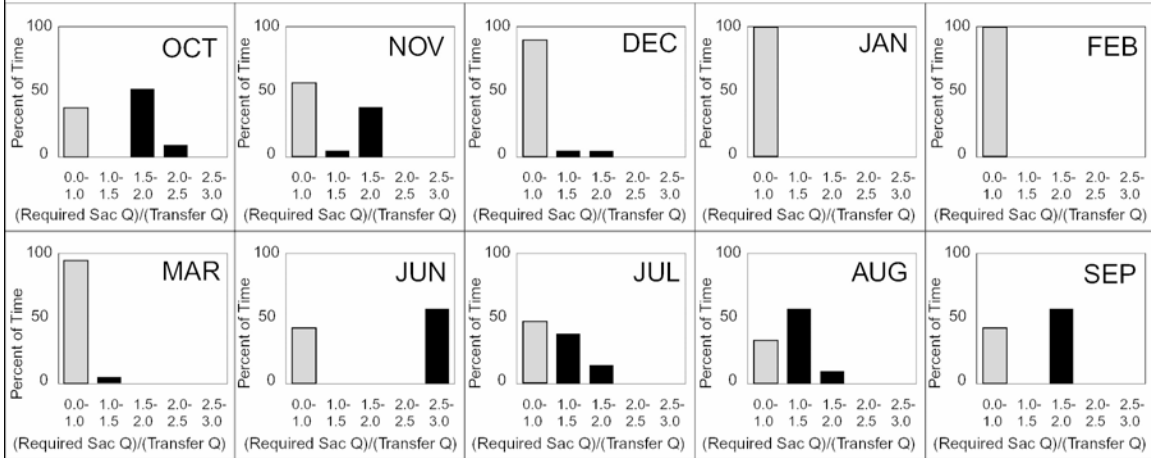 100
OCT
50
0
Percent of Time
0.0- 1.0- 1.5- 2.0- 2.5-
1.0 1.5 2.0 2.5 3.0
(Required Sac Q)/(Transfer Q)
100
NOV
50
0
Percent of Time
0.0- 1.0- 1.5- 2.0- 2.5-
1.0 1.5 2.0 2.5 3.0
(Required Sac Q)/(Transfer Q)
100
DEC
50
0
Percent of Time
0.0- 1.0- 1.5- 2.0- 2.5-
1.0 1.5 2.0 2.5 3.0
(Required Sac Q)/(Transfer Q)
100
JAN
50
0
Percent of Time
0.0- 1.0- 1.5- 2.0- 2.5-
1.0 1.5 2.0 2.5 3.0
(Required Sac Q)/(Transfer Q)
100
FEB
50
0
Percent of Time
0.0- 1.0- 1.5- 2.0- 2.5-
1.0 1.5 2.0 2.5 3.0
(Required Sac Q)/(Transfer Q)
100
MAR
50
0
Percent of Time
0.0- 1.0- 1.5- 2.0- 2.5-
1.0 1.5 2.0 2.5 3.0
(Required Sac Q)/(Transfer Q)
100
JUN
50
0
Percent of Time
0.0- 1.0- 1.5- 2.0- 2.5-
1.0 1.5 2.0 2.5 3.0
(Required Sac Q)/(Transfer Q)
100
JUL
50
0
Percent of Time
0.0- 1.0- 1.5- 2.0- 2.5-
1.0 1.5 2.0 2.5 3.0
(Required Sac Q)/(Transfer Q)
100
AUG
50
0
Percent of Time
0.0- 1.0- 1.5- 2.0- 2.5-
1.0 1.5 2.0 2.5 3.0
(Required Sac Q)/(Transfer Q)
100
SEP
50
0
Percent of Time
0.0- 1.0- 1.5- 2.0- 2.5-
1.0 1.5 2.0 2.5 3.0
(Required Sac Q)/(Transfer Q)